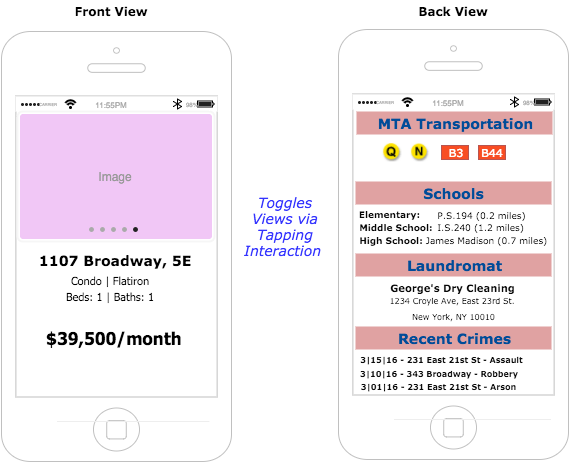 Front View
Back View
CARRIER
11:55PM
98%
Image
1107 Broadway, 5E
Condo | Flatiron
Beds: 1 | Baths: 1
$39,500/month
Toggles
Views via
Tapping
Interaction
CARRIER
11:55PM
98%
MTA Transportation
Q N B3 B44
Schools
Elementary: P.S.194 (0.2 miles)
Middle School: I.S.240 (1.2 miles)
High School: James Madison (0.7 miles)
Laundromat
George's Dry Cleaning
1234 Croyle Ave, East 23rd St.
New York, NY 10010
Recent Crimes
3|15|16 - 231 East 21st St - Assault
3|10|16 - 343 Broadway - Robbery
3|01|16 - 231 East 21st St - Arson